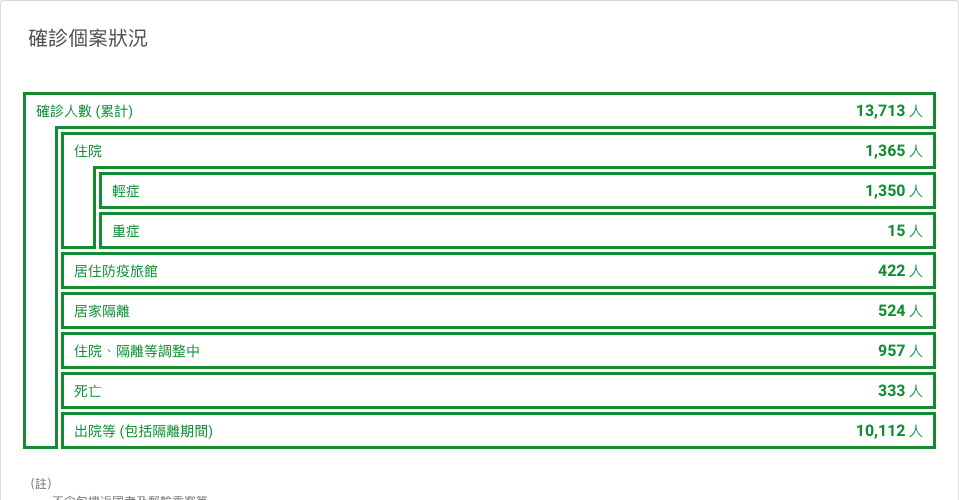 確診個案狀況
確診人數 (累計) 13,713 人
住院 1,365 人
輕症 1,350 人
重症 15 人
居住防疫旅館 422 人
居家隔離 524 人
住院、隔離等調整中 957 人
死亡 333 人
出院等 (包括隔離期間) 10,112 人
(註)